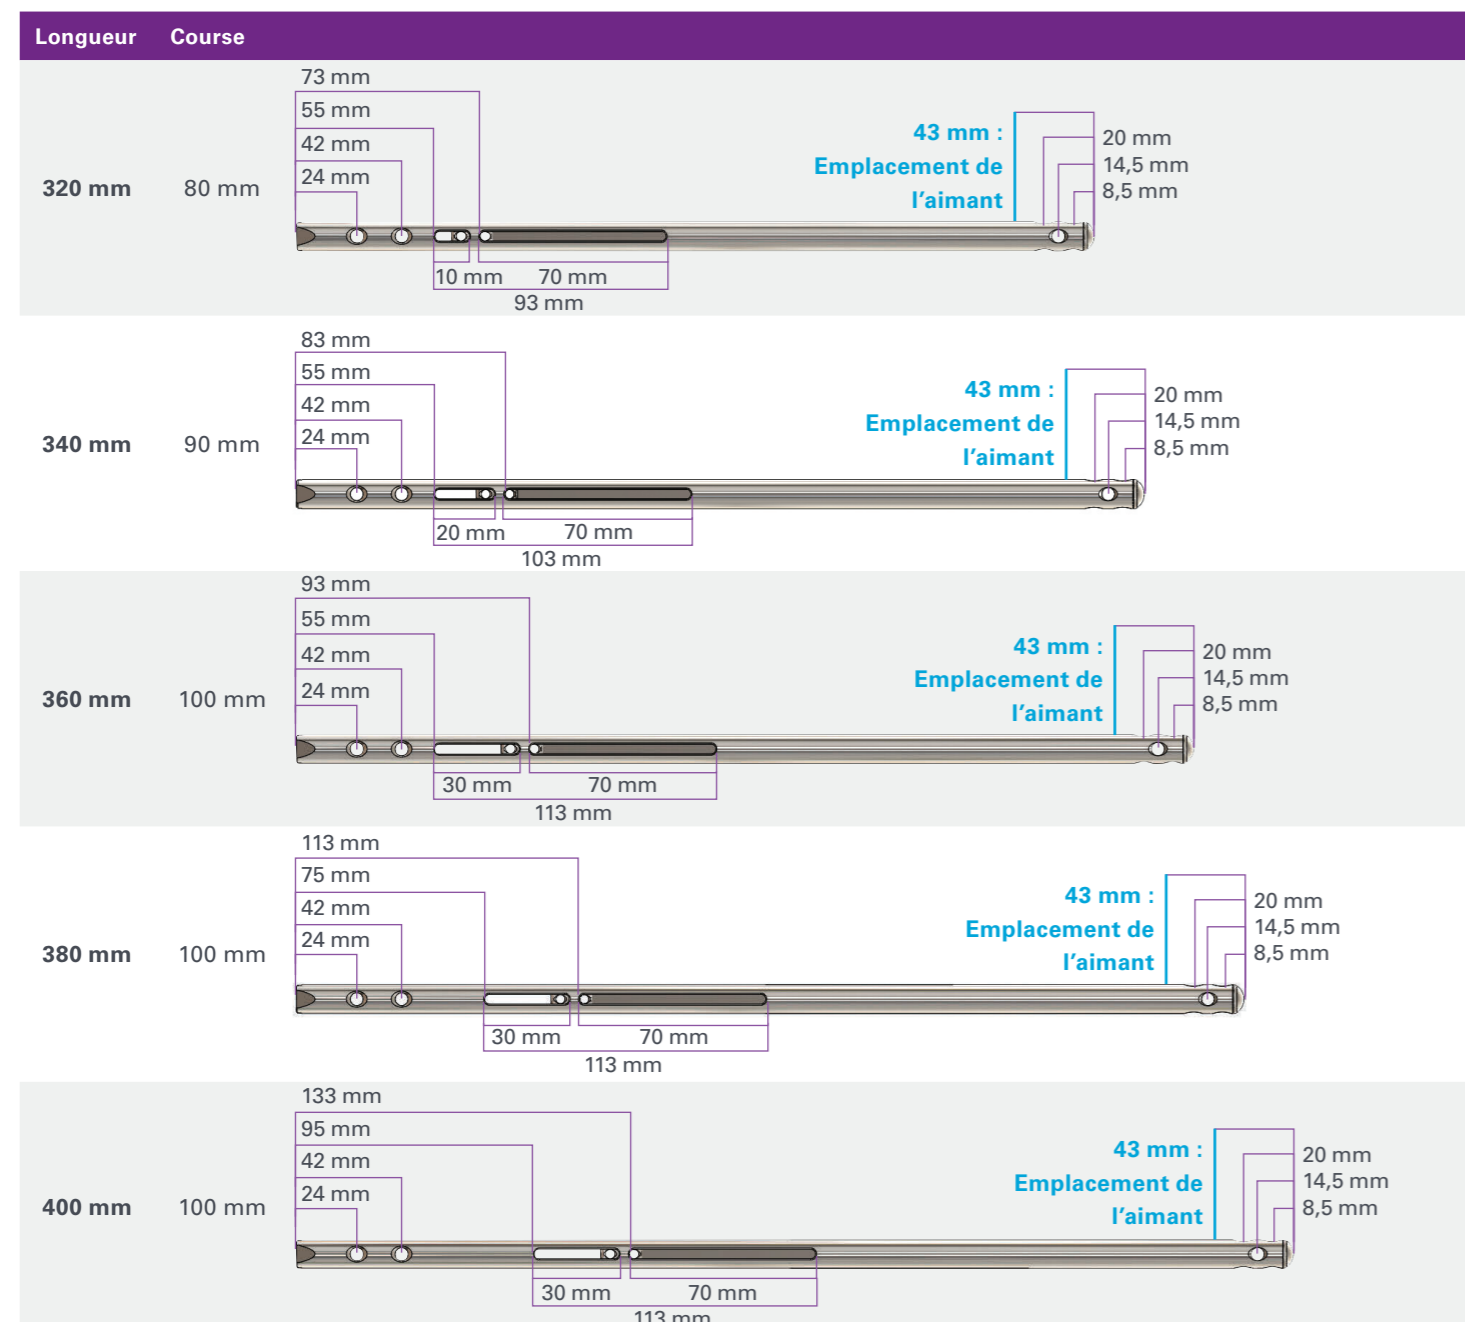 Longueur Course
73 mm
55 mm
42 mm
24 mm
320 mm 80 mm
43 mm :
Emplacement de
l’aimant
20 mm
14,5 mm
8,5 mm
10 mm 70 mm
93 mm
83 mm
55 mm
42 mm
24 mm
340 mm 90 mm
43 mm :
Emplacement de
l’aimant
20 mm
14,5 mm
8,5 mm
20 mm 70 mm
103 mm
93 mm
55 mm
42 mm
24 mm
360 mm 100 mm
43 mm :
Emplacement de
l’aimant
20 mm
14,5 mm
8,5 mm
30 mm 70 mm
113 mm
113 mm
75 mm
42 mm
24 mm
380 mm 100 mm
43 mm :
Emplacement de
l’aimant
20 mm
14,5 mm
8,5 mm
30 mm 70 mm
113 mm
133 mm
95 mm
42 mm
24 mm
400 mm 100 mm
43 mm :
Emplacement de
l’aimant
20 mm
14,5 mm
8,5 mm
30 mm 70 mm
113 mm